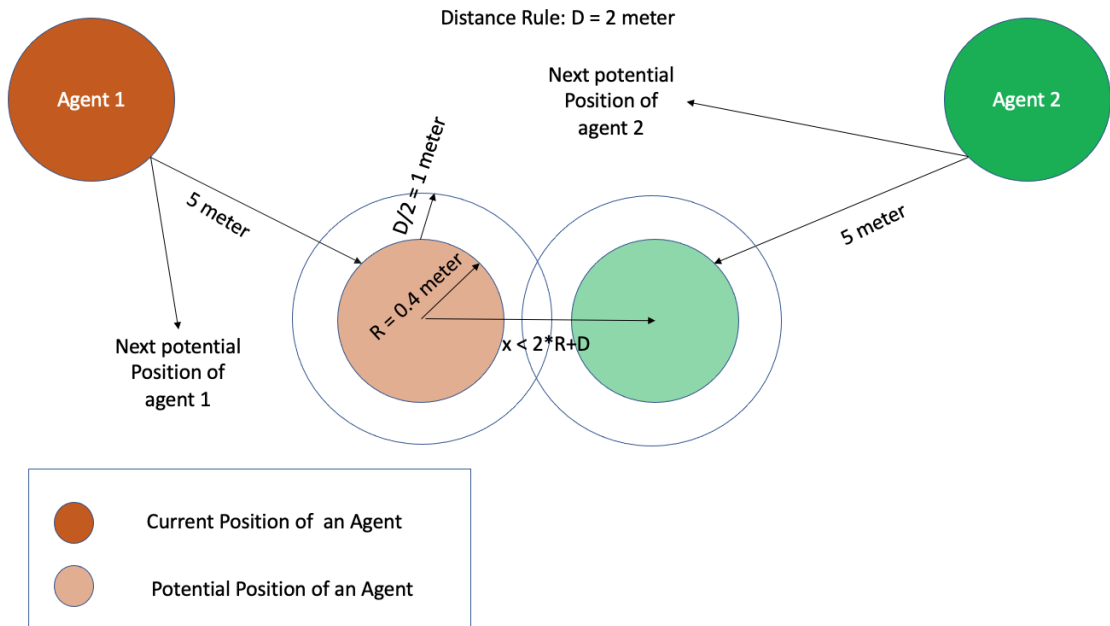 Distance Rule: D = 2 meter
Agent 1
Next potential
Position of
agent 2
Agent 2
5 meter
D/2 = 1 meter
5 meter
R = 0.4 meter
x < 2*R+D
Next potential
Position of
agent 1
Current Position of  an Agent
Potential Position of an Agent